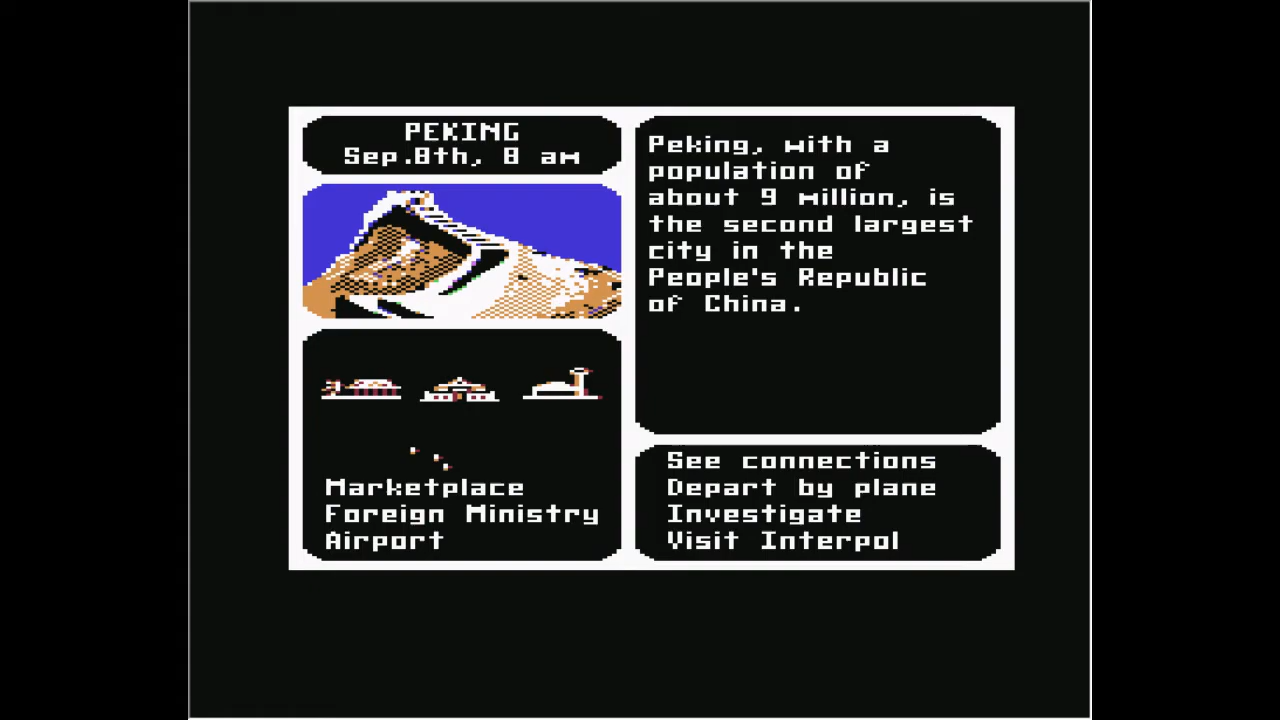 PEKING
Sep.8th, 8 am
Peking, with a
population of
about 9 million, is
the second largest
city in the
People's Republic
of China.
Marketplace
Foreign Ministry
Airport
See connections
Depart by plane
Investigate
Visit Interpol